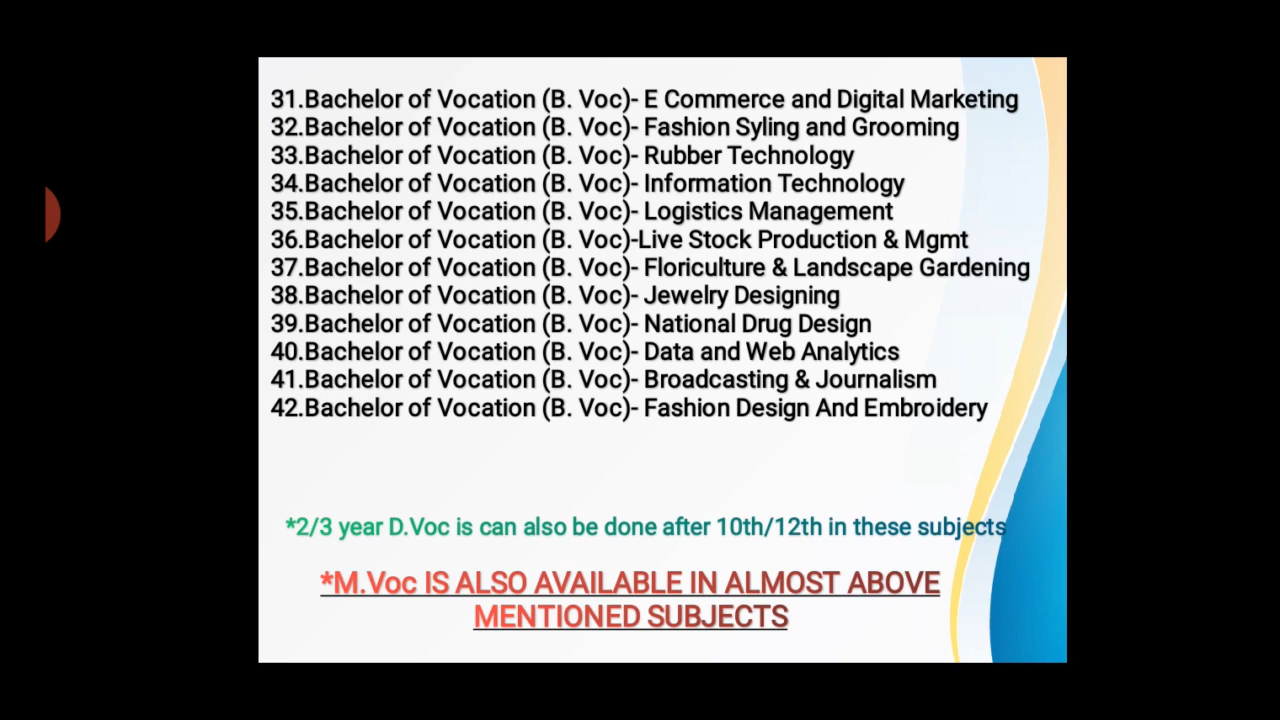 31.Bachelor of Vocation (B. Voc)- E Commerce and Digital Marketing
32.Bachelor of Vocation (B. Voc)- Fashion Syling and Grooming
33.Bachelor of Vocation (B. Voc)- Rubber Technology
34.Bachelor of Vocation (B. Voc)- Information Technology
35.Bachelor of Vocation (B. Voc)- Logistics Management
36.Bachelor of Vocation (B. Voc)-Live Stock Production & Mgmt
37.Bachelor of Vocation (B. Voc)- Floriculture & Landscape Gardening
38.Bachelor of Vocation (B. Voc)- Jewelry Designing
39.Bachelor of Vocation (B. Voc)- National Drug Design
40.Bachelor of Vocation (B. Voc)- Data and Web Analytics
41.Bachelor of Vocation (B. Voc)- Broadcasting & Journalism
42.Bachelor of Vocation (B. Voc)- Fashion Design And Embroidery
*2/3 year D.Voc is can also be done after 10th/12th in these subjects
*M.Voc IS ALSO AVAILABLE IN ALMOST ABOVE
MENTIONED SUBJECTS